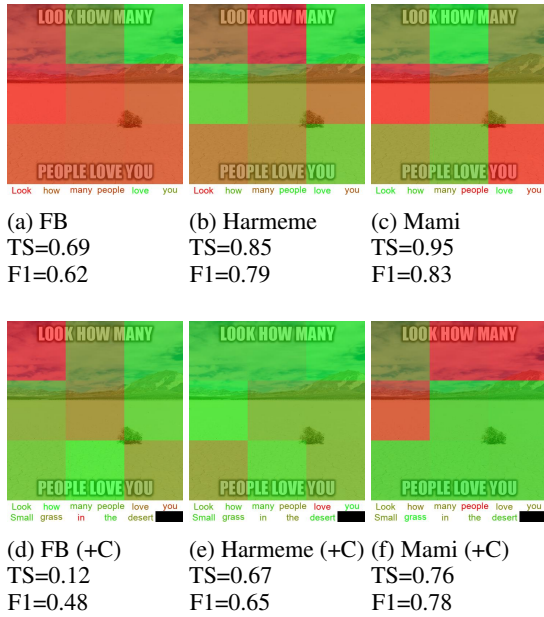 LOOK HOW MANY LOOK HOW MANY LOOK HOW MANY
PEOPLE LOVE YOU PEOPLE LOVE YOU PEOPLE LOVE YOU
Look how many people love you Look how many people love you Look how many people love you
(a) FB (b) Harmeme (c) Mami
TS=0.69 TS=0.85 TS=0.95
F1=0.62 F1=0.79 F1=0.83
LOOK HOW MANY LOOK HOW MANY LOOK HOW MANY
PEOPLE LOVE YOU PEOPLE LOVE YOU PEOPLE LOVE YOU
Look how many people love you Look how many people love you Look how many people love you
Small grass in the desert Small grass in the desert Small grass in the desert
(d) FB (+C) (e) Harmeme (+C) (f) Mami (+C)
TS=0.12 TS=0.67 TS=0.76
F1=0.48 F1=0.65 F1=0.78